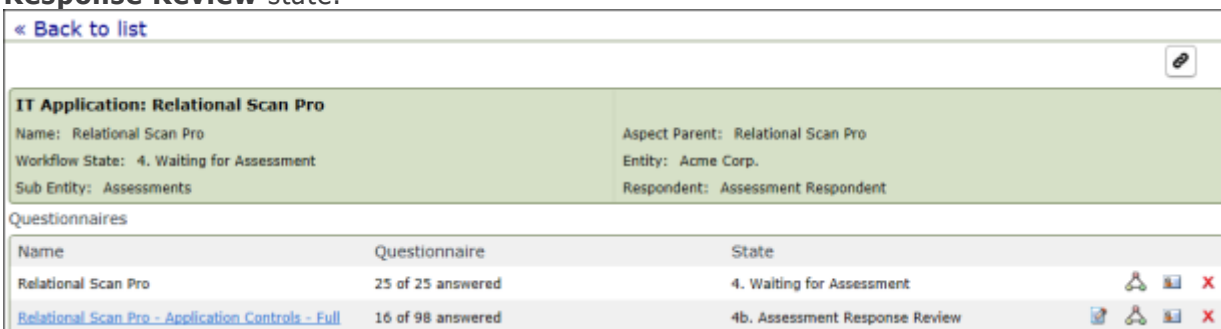 Response Review state.
« Back to list
IT Application: Relational Scan Pro
Name: Relational Scan Pro
Aspect Parent: Relational Scan Pro
Workflow State: 4. Waiting for Assessment
Entity: Acme Corp.
Sub Entity: Assessments
Respondent: Assessment Respondent
Questionnaires
Name Questionnaire State
Relational Scan Pro 25 of 25 answered 4. Waiting for Assessment
Relational Scan Pro - Application Controls - Full 16 of 98 answered 4b. Assessment Response Review